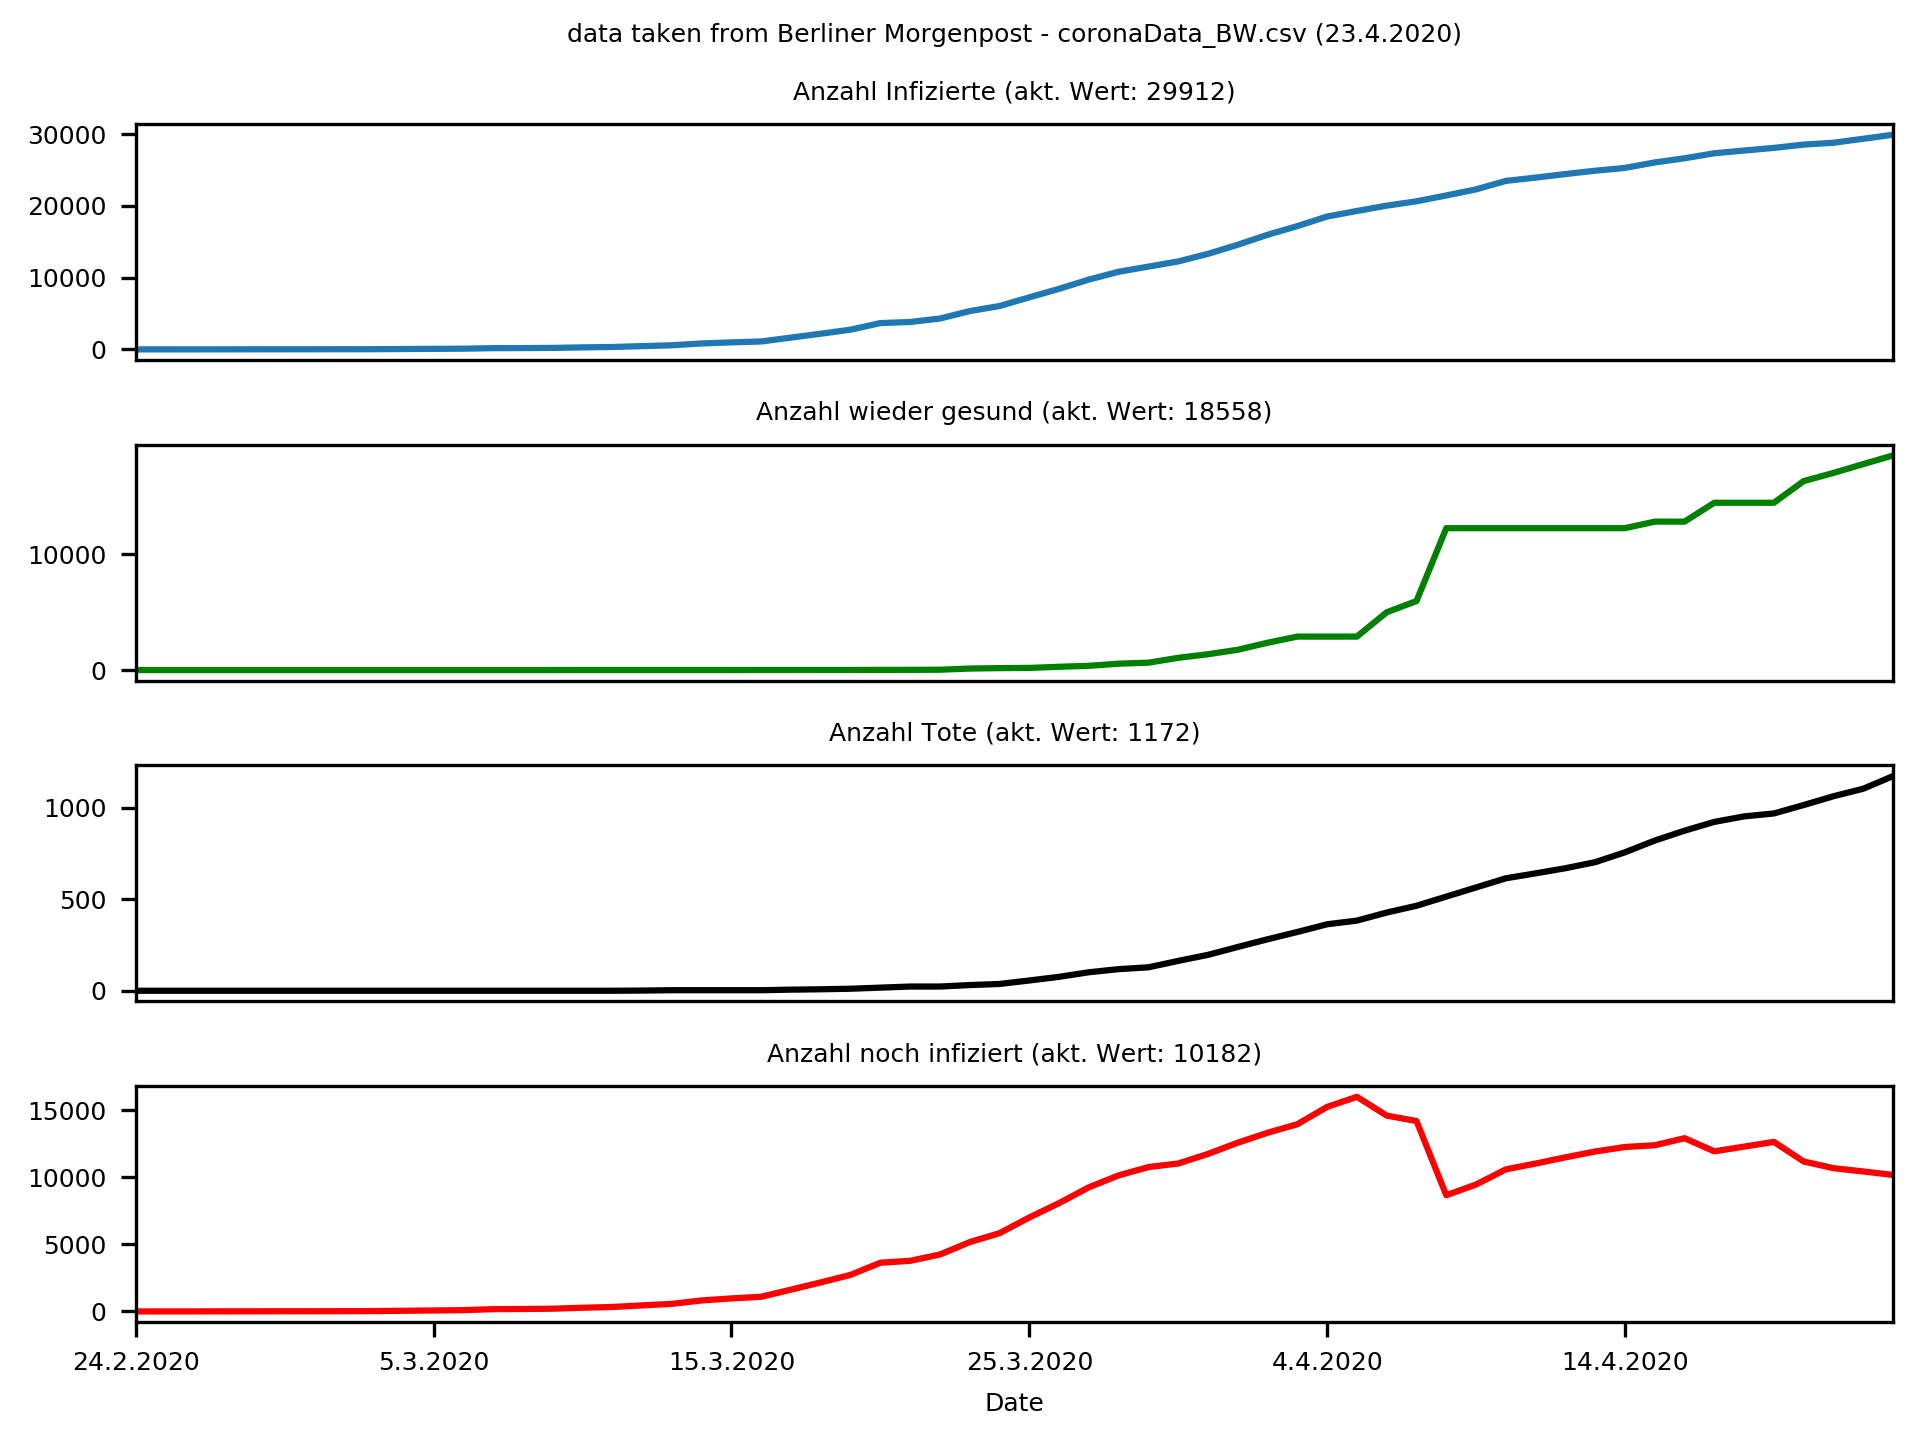 data taken from Berliner Morgenpost - coronaData_BW.csv (23.4.2020)
Anzahl Infizierte (akt. Wert: 29912)
30000
20000
10000
0
Anzahl wieder gesund (akt. Wert: 18558)
10000
0
Anzahl Tote (akt. Wert: 1172)
1000
500
0
Anzahl noch infiziert (akt. Wert: 10182)
15000
10000
5000
0
24.2.2020 5.3.2020 15.3.2020 25.3.2020 4.4.2020 14.4.2020
Date